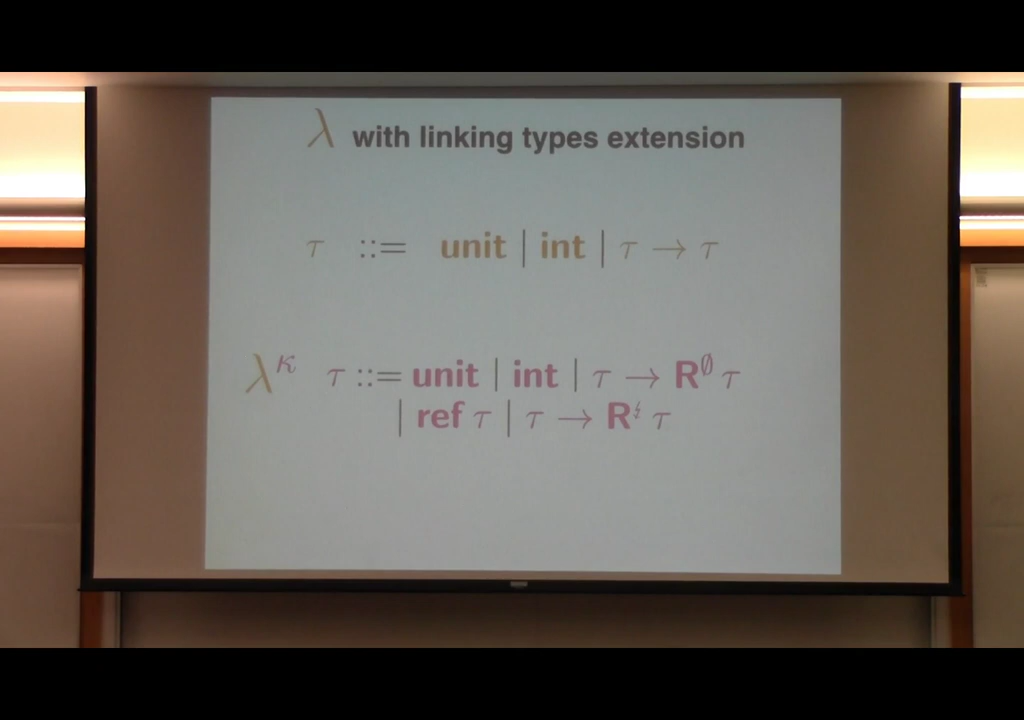 λ with linking types extension
τ ::= unit | int | τ → τ
λ^κ τ ::= unit | int | τ → R^∅ τ
| ref τ | τ → R^↯ τ